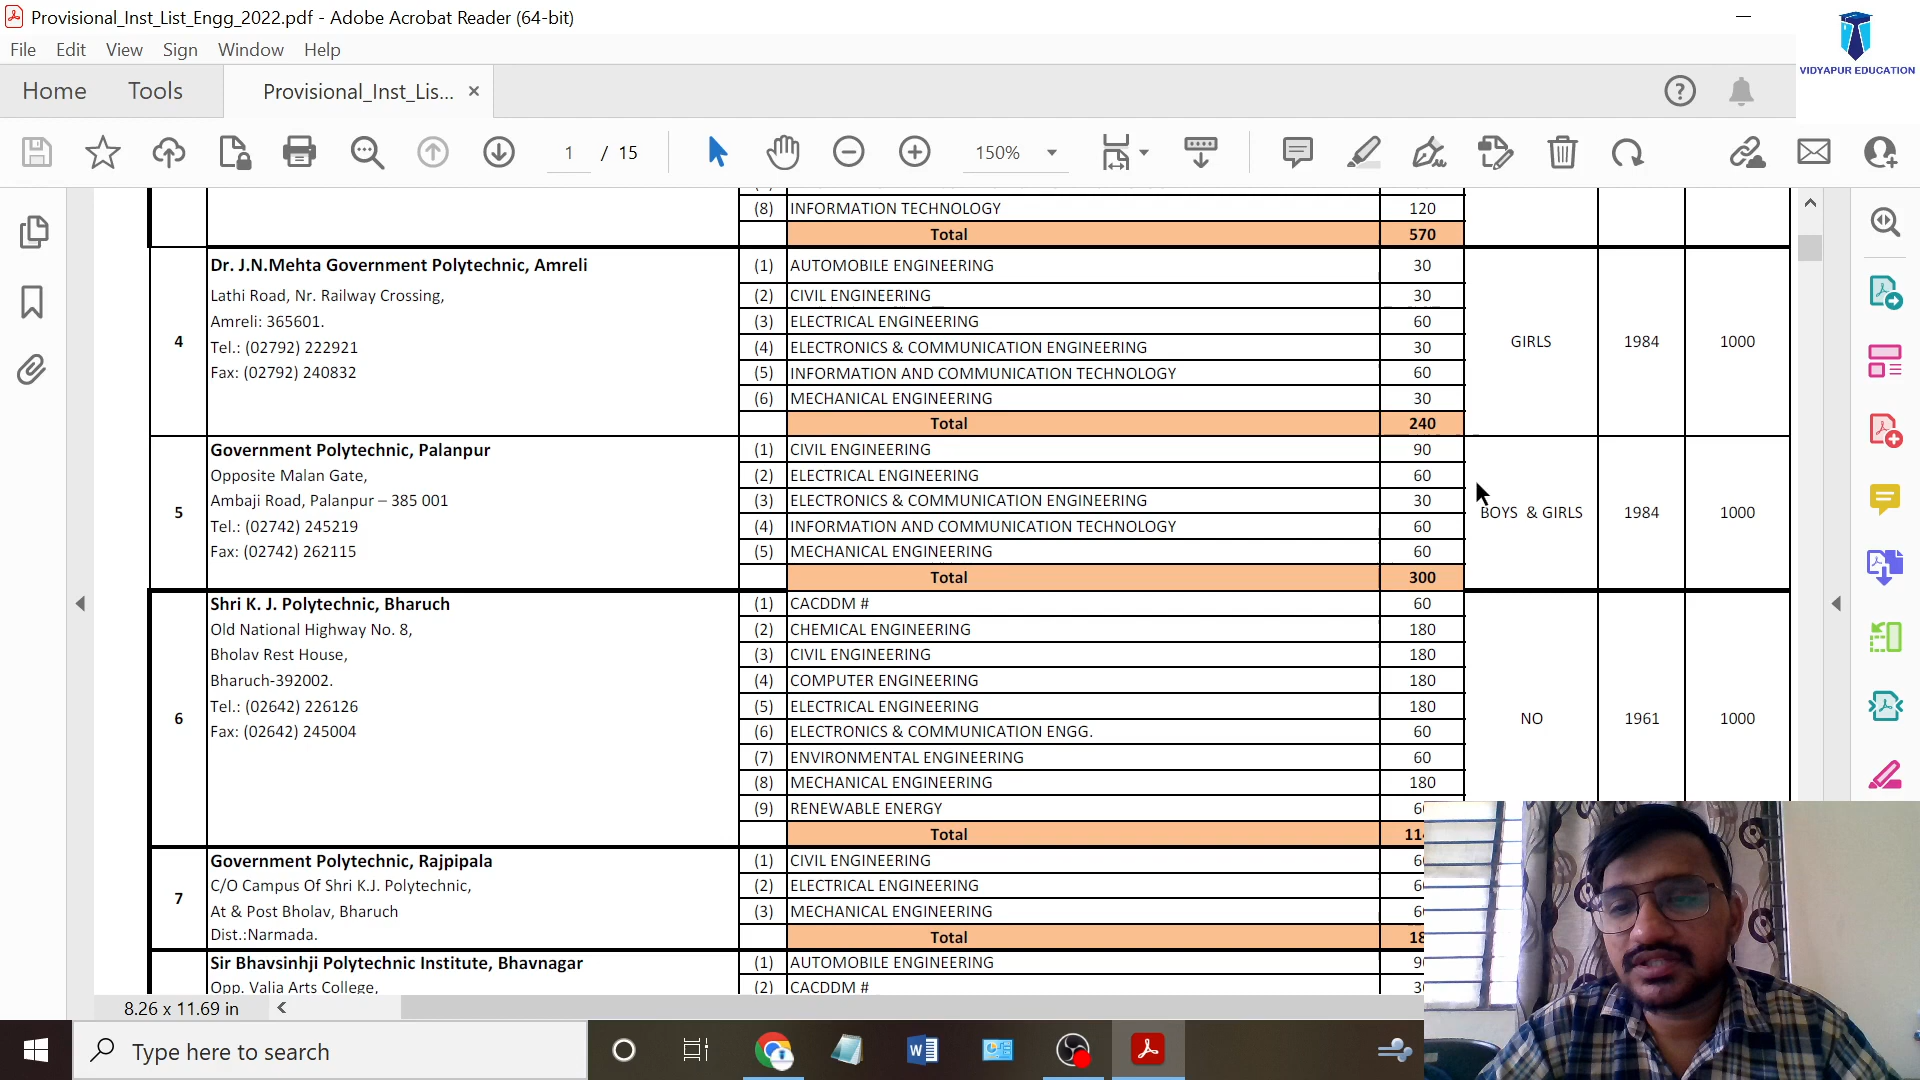 Provisional_Inst_List_Engg_2022.pdf - Adobe Acrobat Reader (64-bit)
File Edit View Sign Window Help
VIDYAPUR EDUCATION
Home Tools Provisional_Inst_Lis... ×
1 / 15 150%
(8) INFORMATION TECHNOLOGY 120
Total 570
4
Dr. J.N.Mehta Government Polytechnic, Amreli
Lathi Road, Nr. Railway Crossing,
Amreli: 365601.
Tel.: (02792) 222921
Fax: (02792) 240832
(1) AUTOMOBILE ENGINEERING 30
(2) CIVIL ENGINEERING 30
(3) ELECTRICAL ENGINEERING 60
(4) ELECTRONICS & COMMUNICATION ENGINEERING 30
(5) INFORMATION AND COMMUNICATION TECHNOLOGY 60
(6) MECHANICAL ENGINEERING 30
Total 240
GIRLS 1984 1000
5
Government Polytechnic, Palanpur
Opposite Malan Gate,
Ambaji Road, Palanpur – 385 001
Tel.: (02742) 245219
Fax: (02742) 262115
(1) CIVIL ENGINEERING 90
(2) ELECTRICAL ENGINEERING 60
(3) ELECTRONICS & COMMUNICATION ENGINEERING 30
(4) INFORMATION AND COMMUNICATION TECHNOLOGY 60
(5) MECHANICAL ENGINEERING 60
Total 300
BOYS & GIRLS 1984 1000
6
Shri K. J. Polytechnic, Bharuch
Old National Highway No. 8,
Bholav Rest House,
Bharuch-392002.
Tel.: (02642) 226126
Fax: (02642) 245004
(1) CACDDM # 60
(2) CHEMICAL ENGINEERING 180
(3) CIVIL ENGINEERING 180
(4) COMPUTER ENGINEERING 180
(5) ELECTRICAL ENGINEERING 180
(6) ELECTRONICS & COMMUNICATION ENGG. 60
(7) ENVIRONMENTAL ENGINEERING 60
(8) MECHANICAL ENGINEERING 180
(9) RENEWABLE ENERGY
Total
NO 1961 1000
7
Government Polytechnic, Rajpipala
C/O Campus Of Shri K.J. Polytechnic,
At & Post Bholav, Bharuch
Dist.:Narmada.
(1) CIVIL ENGINEERING
(2) ELECTRICAL ENGINEERING
(3) MECHANICAL ENGINEERING
Total
Sir Bhavsinhji Polytechnic Institute, Bhavnagar
Opp. Valia Arts College,
(1) AUTOMOBILE ENGINEERING
(2) CACDDM #
8.26 x 11.69 in
Type here to search